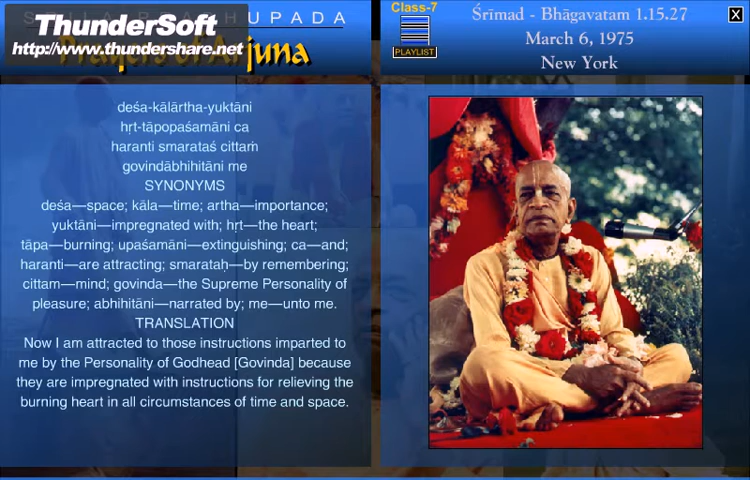 ThunderSoft
http://www.thundershare.net
HUPADA
Prayers of Arjuna
Class-7
PLAYLIST
Śrīmad - Bhāgavatam 1.15.27
March 6, 1975
New York
X
deśa-kālārtha-yuktāni
hṛt-tāpopaśamāni ca
haranti smarataś cittaṁ
govindābhihitāni me
SYNONYMS
deśa—space; kāla—time; artha—importance;
yuktāni—impregnated with; hṛt—the heart;
tāpa—burning; upaśamāni—extinguishing; ca—and;
haranti—are attracting; smarataḥ—by remembering;
cittam—mind; govinda—the Supreme Personality of
pleasure; abhihitāni—narrated by; me—unto me.
TRANSLATION
Now I am attracted to those instructions imparted to
me by the Personality of Godhead [Govinda] because
they are impregnated with instructions for relieving the
burning heart in all circumstances of time and space.